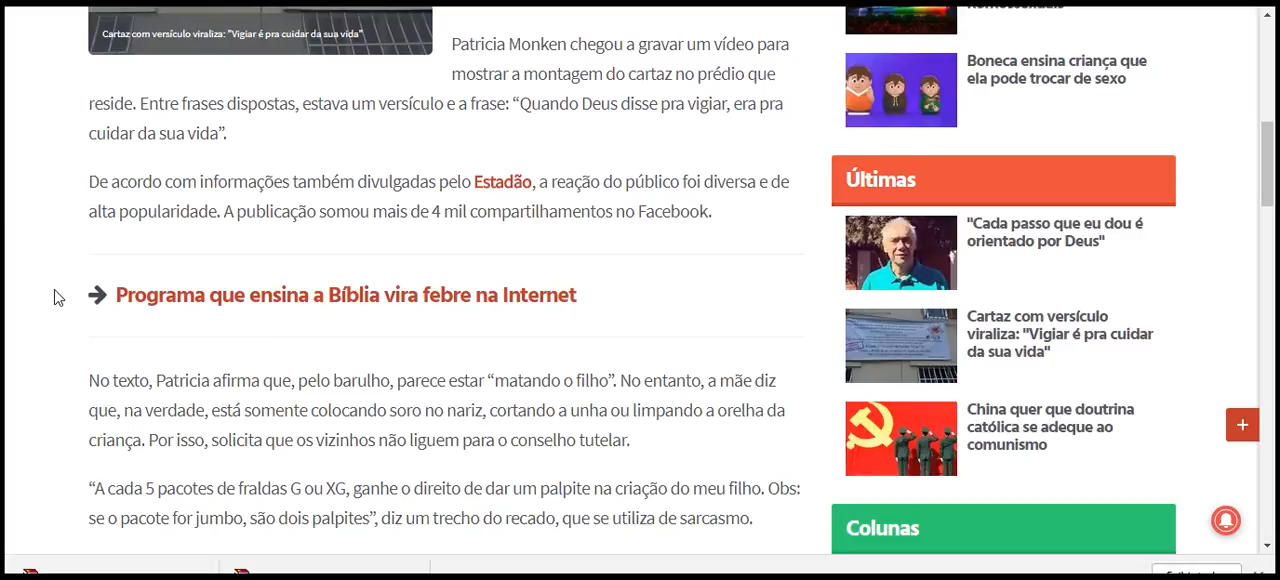 Cartaz com versículo viraliza: "Vigiar é pra cuidar da sua vida"
Patricia Monken chegou a gravar um vídeo para
mostrar a montagem do cartaz no prédio que
reside. Entre frases dispostas, estava um versículo e a frase: “Quando Deus disse pra vigiar, era pra
cuidar da sua vida”.
De acordo com informações também divulgadas pelo Estadão, a reação do público foi diversa e de
alta popularidade. A publicação somou mais de 4 mil compartilhamentos no Facebook.
Programa que ensina a Bíblia vira febre na Internet
No texto, Patricia afirma que, pelo barulho, parece estar “matando o filho”. No entanto, a mãe diz
que, na verdade, está somente colocando soro no nariz, cortando a unha ou limpando a orelha da
criança. Por isso, solicita que os vizinhos não liguem para o conselho tutelar.
“A cada 5 pacotes de fraldas G ou XG, ganhe o direito de dar um palpite na criação do meu filho. Obs:
se o pacote for jumbo, são dois palpites”, diz um trecho do recado, que se utiliza de sarcasmo.
Boneca ensina criança que
ela pode trocar de sexo
Últimas
"Cada passo que eu dou é
orientado por Deus"
Cartaz com versículo
viraliza: "Vigiar é pra cuidar
da sua vida"
China quer que doutrina
católica se adeque ao
comunismo
+
Colunas